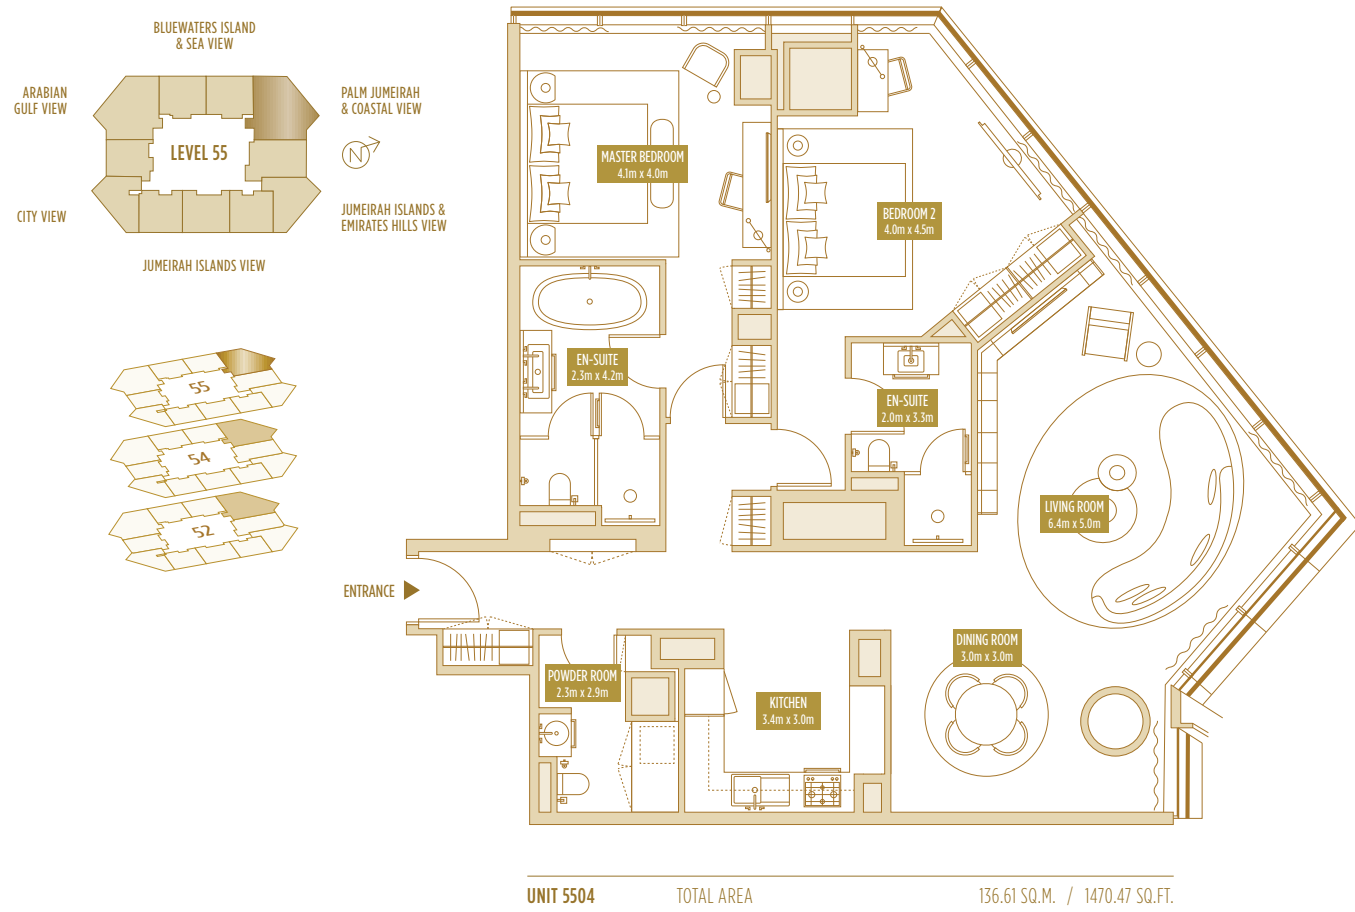 BLUEWATERS ISLAND
& SEA VIEW
ARABIAN
GULF VIEW
PALM JUMEIRAH
& COASTAL VIEW
LEVEL 55
N
CITY VIEW
JUMEIRAH ISLANDS &
EMIRATES HILLS VIEW
JUMEIRAH ISLANDS VIEW
55
54
52
MASTER BEDROOM
4.1m x 4.0m
BEDROOM 2
4.0m x 4.5m
EN-SUITE
2.3m x 4.2m
EN-SUITE
2.0m x 3.3m
LIVING ROOM
6.4m x 5.0m
ENTRANCE
DINING ROOM
3.0m x 3.0m
POWDER ROOM
2.3m x 2.9m
KITCHEN
3.4m x 3.0m
UNIT 5504 TOTAL AREA 136.61 SQ.M. / 1470.47 SQ.FT.